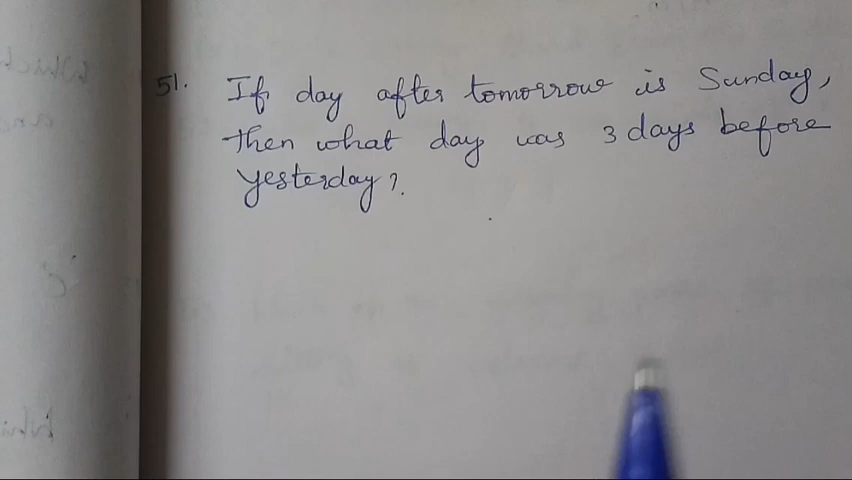 51. If day after tomorrow is Sunday,
then what day was 3 days before
yesterday?.